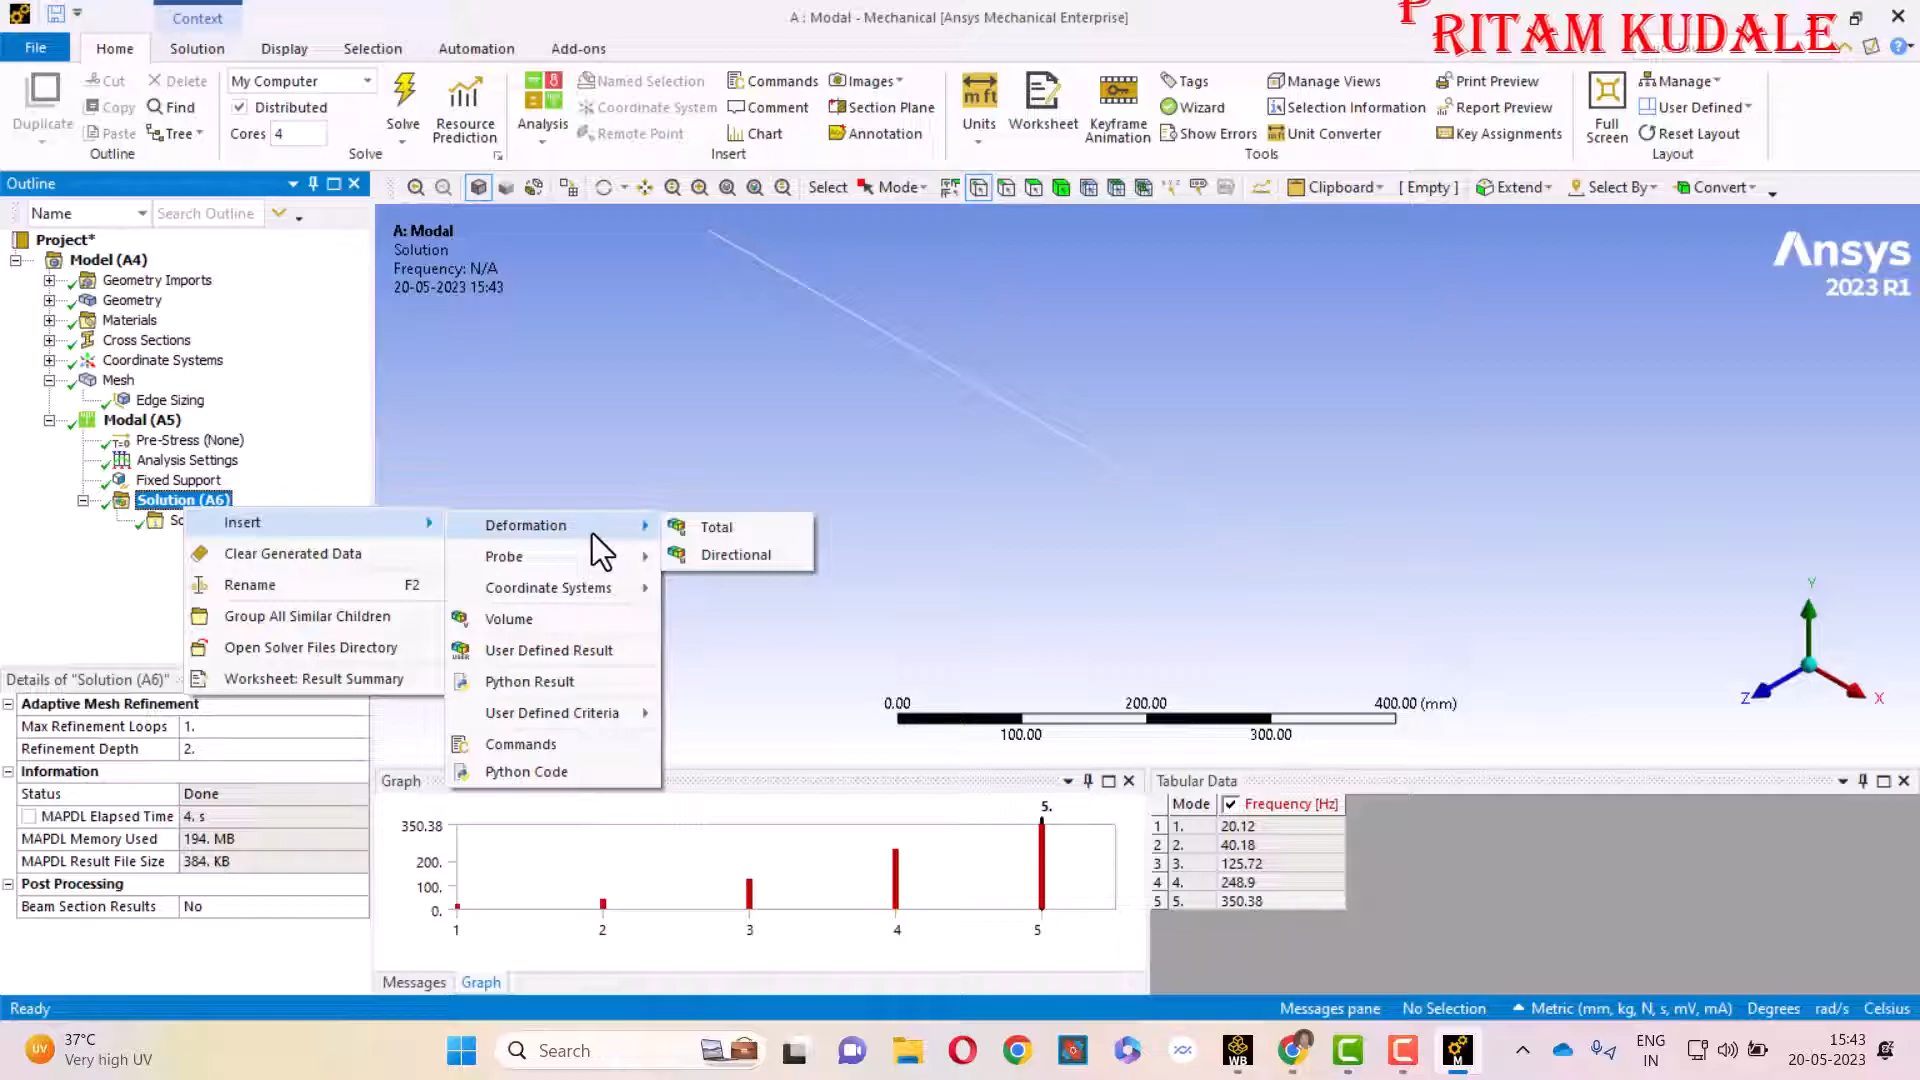 Context
A : Modal - Mechanical [Ansys Mechanical Enterprise]
PRITAM KUDALE
File Home Solution Display Selection Automation Add-ons
Duplicate
Cut
Copy
Paste
Delete
Find
Tree
Outline
My Computer
Distributed
Cores 4
Solve
Resource Prediction
Solve
Analysis
Named Selection
Coordinate System
Remote Point
Commands
Comment
Chart
Images
Section Plane
Annotation
Insert
Units
Worksheet
Keyframe Animation
Tags
Wizard
Show Errors
Manage Views
Selection Information
Unit Converter
Print Preview
Report Preview
Key Assignments
Tools
Full Screen
Manage
User Defined
Reset Layout
Layout
Outline
Name
Search Outline
Select Mode Clipboard [ Empty ] Extend Select By Convert
Project*
Model (A4)
Geometry Imports
Geometry
Materials
Cross Sections
Coordinate Systems
Mesh
Edge Sizing
Modal (A5)
T=0 Pre-Stress (None)
Analysis Settings
Fixed Support
Solution (A6)
A: Modal
Solution
Frequency: N/A
20-05-2023 15:43
Ansys
2023 R1
Insert
Clear Generated Data
Rename F2
Group All Similar Children
Open Solver Files Directory
Worksheet: Result Summary
Deformation
Probe
Coordinate Systems
Volume
User Defined Result
Python Result
User Defined Criteria
Commands
Python Code
Total
Directional
Y
Z
X
0.00 200.00 400.00 (mm)
100.00 300.00
Details of "Solution (A6)"
Adaptive Mesh Refinement
Max Refinement Loops 1.
Refinement Depth 2.
Information
Status Done
MAPDL Elapsed Time 4. s
MAPDL Memory Used 194. MB
MAPDL Result File Size 384. KB
Post Processing
Beam Section Results No
Graph
5.
350.38
200.
100.
0.
1 2 3 4 5
Messages Graph
Tabular Data
Mode Frequency [Hz]
1 1. 20.12
2 2. 40.18
3 3. 125.72
4 4. 248.9
5 5. 350.38
Ready
Messages pane No Selection Metric (mm, kg, N, s, mV, mA) Degrees rad/s Celsius
UV
37°C
Very high UV
Search
WB
M
ENG
IN
15:43
20-05-2023